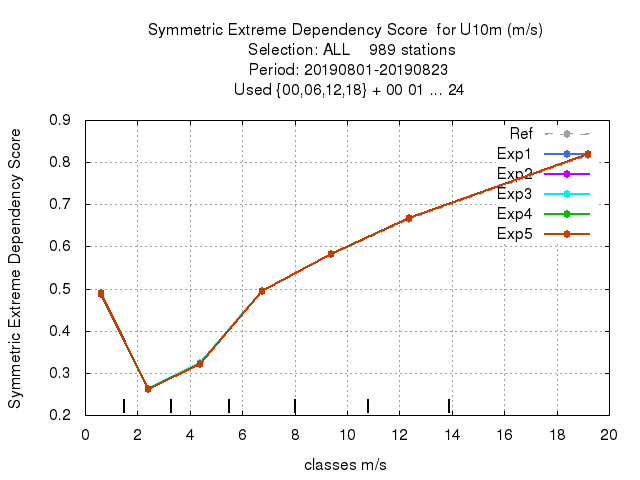 Symmetric Extreme Dependency Score for U10m (m/s)
Selection: ALL 989 stations
Period: 20190801-20190823
Used {00,06,12,18} + 00 01 ... 24
Symmetric Extreme Dependency Score
0.9
0.8
0.7
0.6
0.5
0.4
0.3
0.2
Ref
Exp1
Exp2
Exp3
Exp4
Exp5
0 2 4 6 8 10 12 14 16 18 20
classes m/s